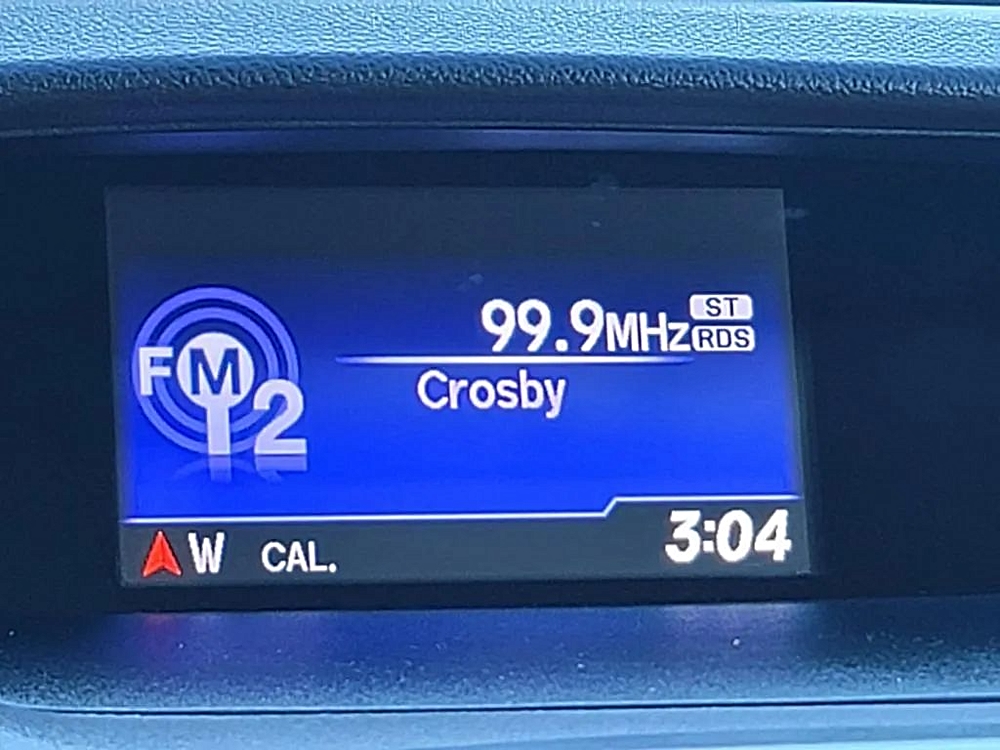 99.9MHz ST
RDS
FM 2
Crosby
W CAL. 3:04